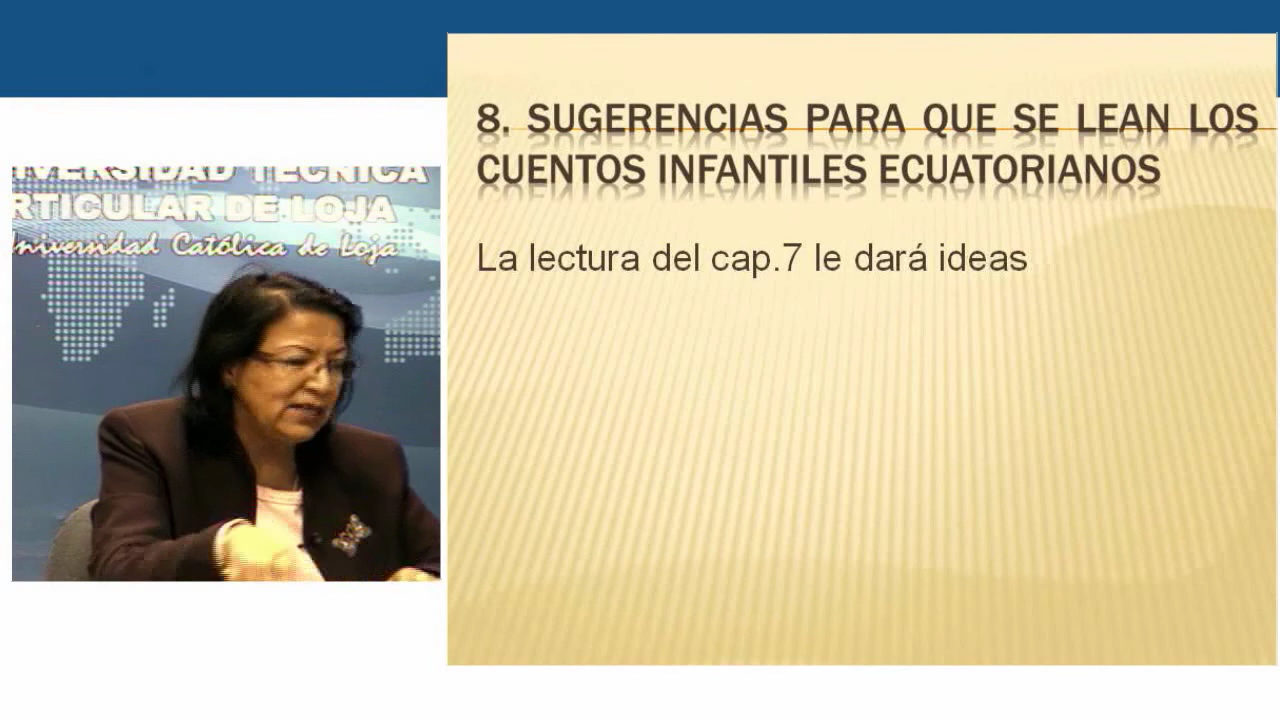 IVERSIDAD TÉCNICA
RTICULAR DE LOJA
Universidad Católica de Loja
8. SUGERENCIAS PARA QUE SE LEAN LOS
CUENTOS INFANTILES ECUATORIANOS
La lectura del cap.7 le dará ideas